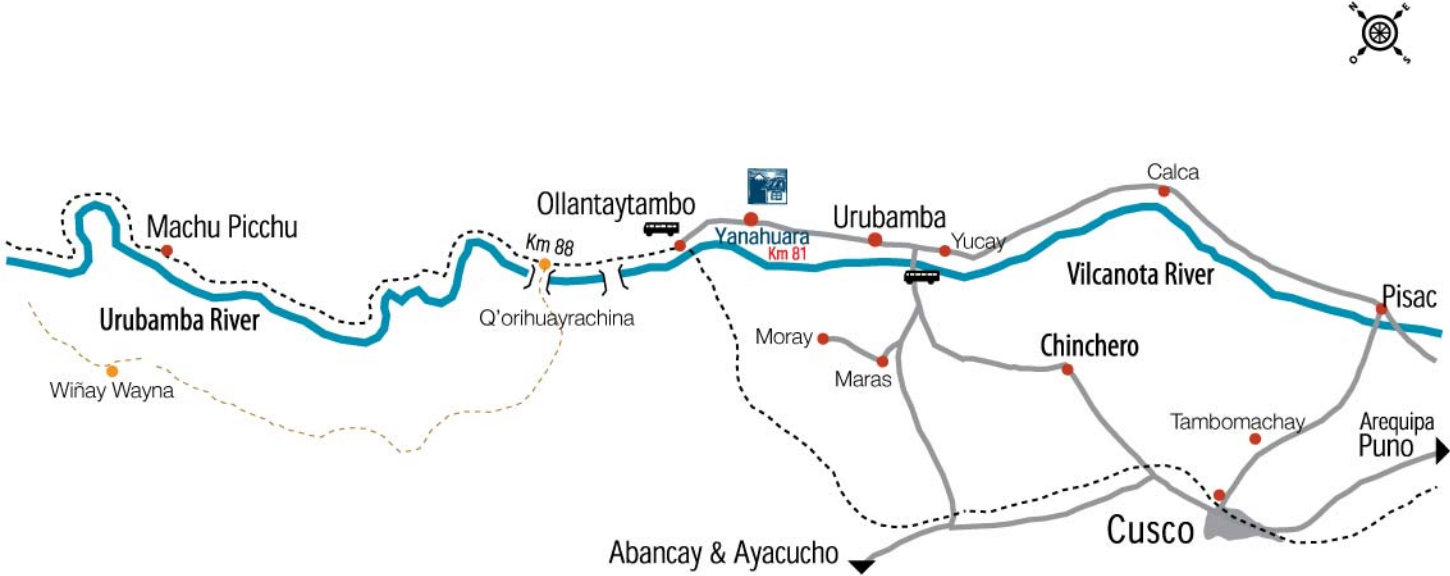 N
E
O
S
Calca
Machu Picchu
Ollantaytambo
Urubamba
Km 88
Yanahuara
Km 81
Yucay
Vilcanota River
Pisac
Urubamba River
Q'orihuayrachina
Moray
Chinchero
Maras
Wiñay Wayna
Tambomachay
Arequipa
Puno
Cusco
Abancay & Ayacucho